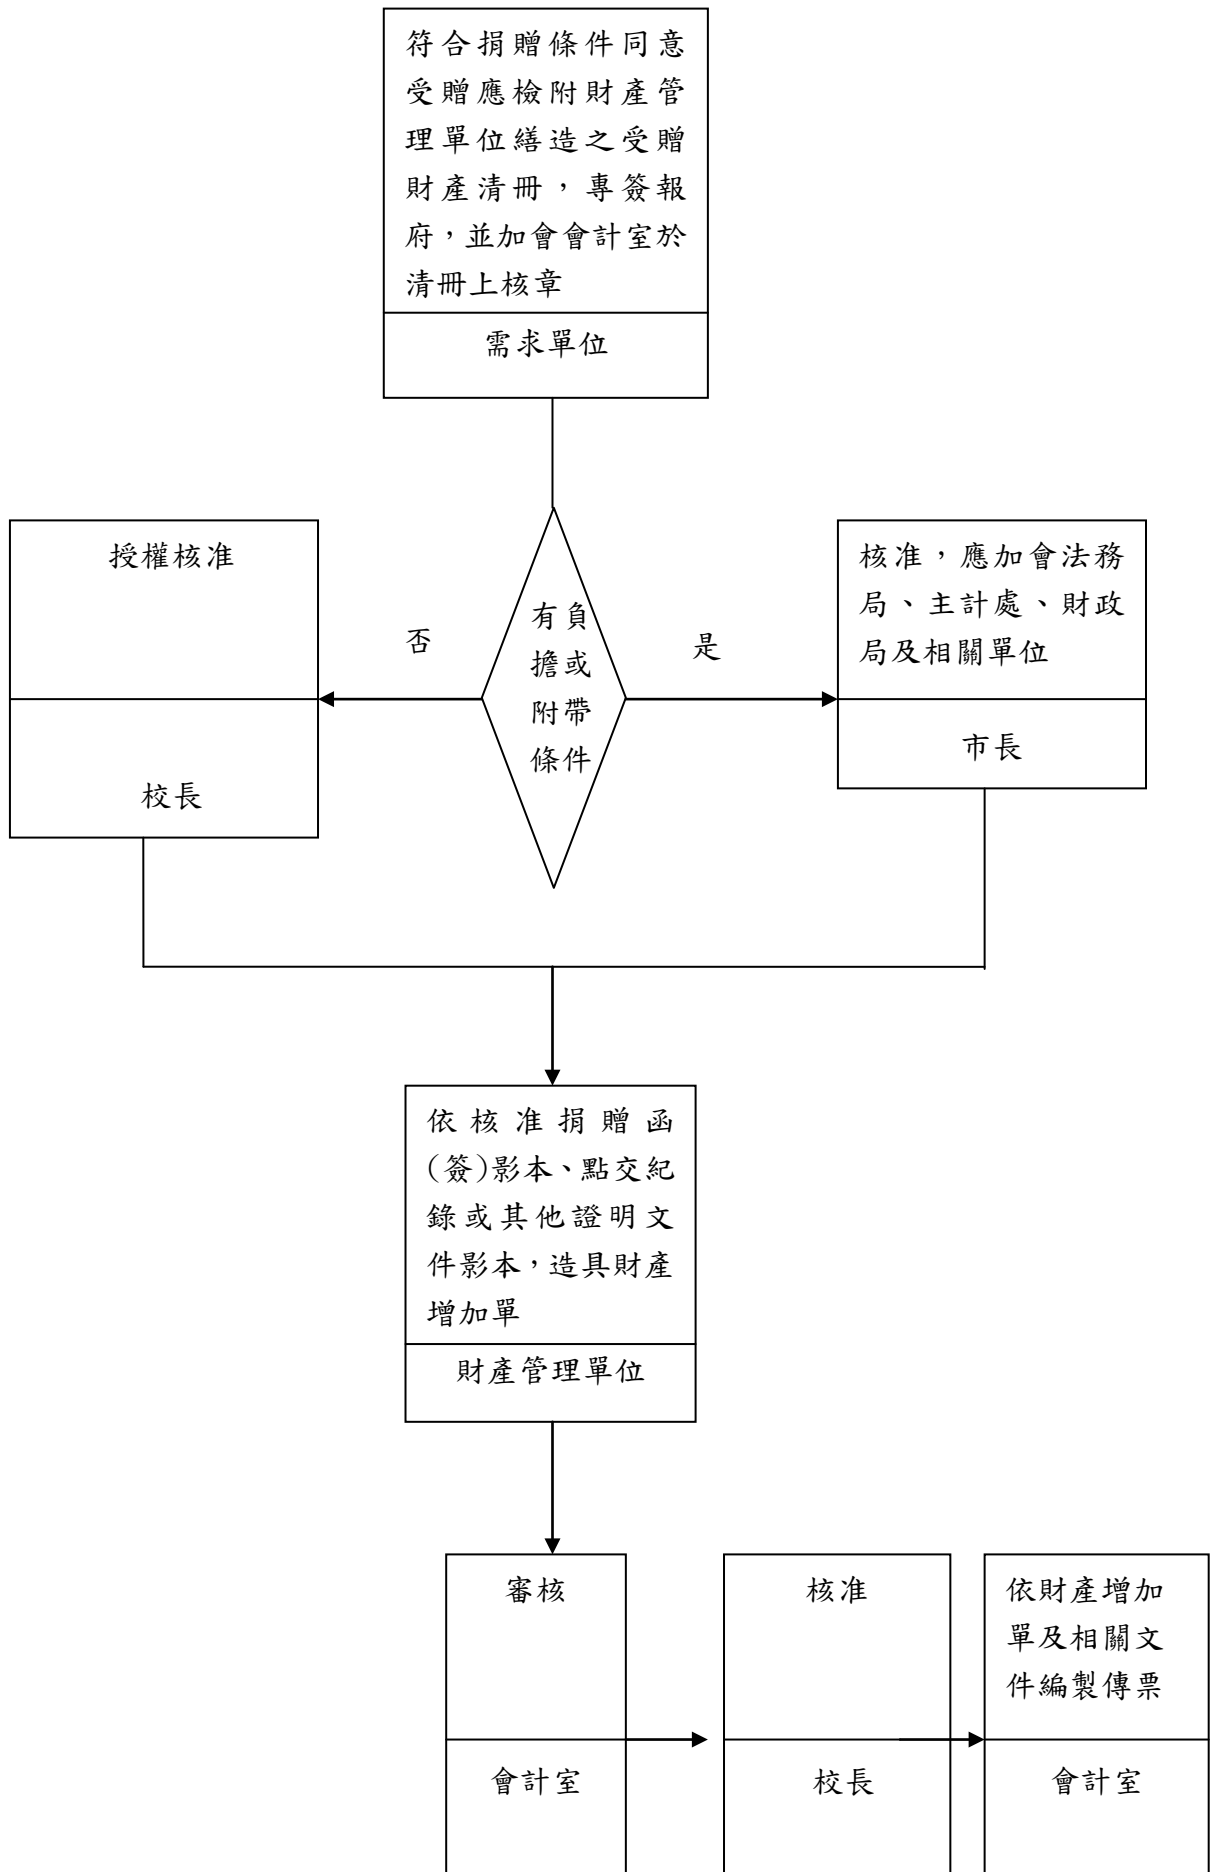 符合捐贈條件同意
受贈應檢附財產管
理單位繕造之受贈
財產清冊，專簽報
府，並加會會計室於
清冊上核章
需求單位
授權核准
校長
否
有負
擔或
附帶
條件
是
核准，應加會法務
局、主計處、財政
局及相關單位
市長
依核准捐贈函
(簽)影本、點交紀
錄或其他證明文
件影本，造具財產
增加單
財產管理單位
審核
會計室
核准
校長
依財產增加
單及相關文
件編製傳票
會計室